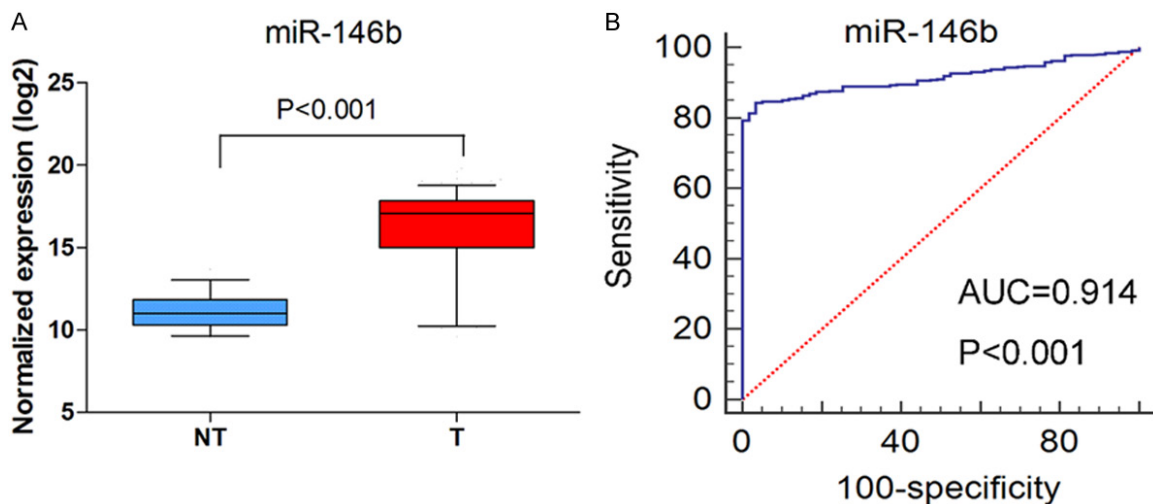 A
miR-146b
Normalized expression (log2)
25
20
15
10
5
P<0.001
NT
T
B
miR-146b
Sensitivity
100
80
60
40
20
0
AUC=0.914
P<0.001
0
40
80
100-specificity